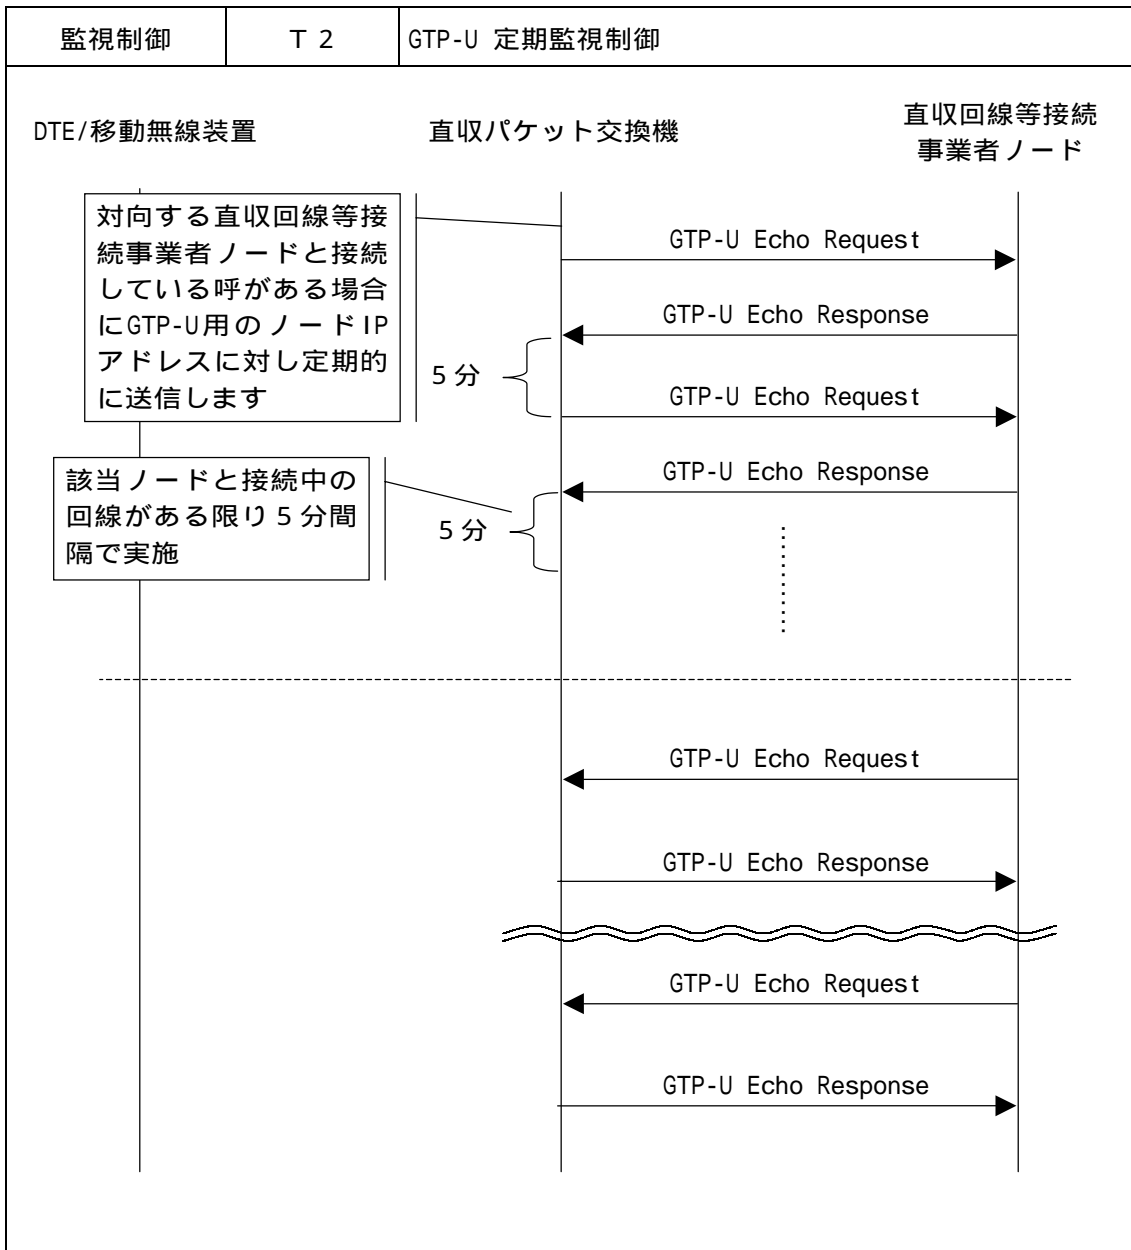 監視制御
T 2
GTP-U 定期監視制御
DTE/移動無線装置
直収パケット交換機
直収回線等接続
事業者ノード
対向する直収回線等接
続事業者ノードと接続
している呼がある場合
にGTP-U用のノードIP
アドレスに対し定期的
に送信します
GTP-U Echo Request
GTP-U Echo Response
5分
GTP-U Echo Request
該当ノードと接続中の
回線がある限り5分間
隔で実施
GTP-U Echo Response
5分
GTP-U Echo Request
GTP-U Echo Response
GTP-U Echo Request
GTP-U Echo Response